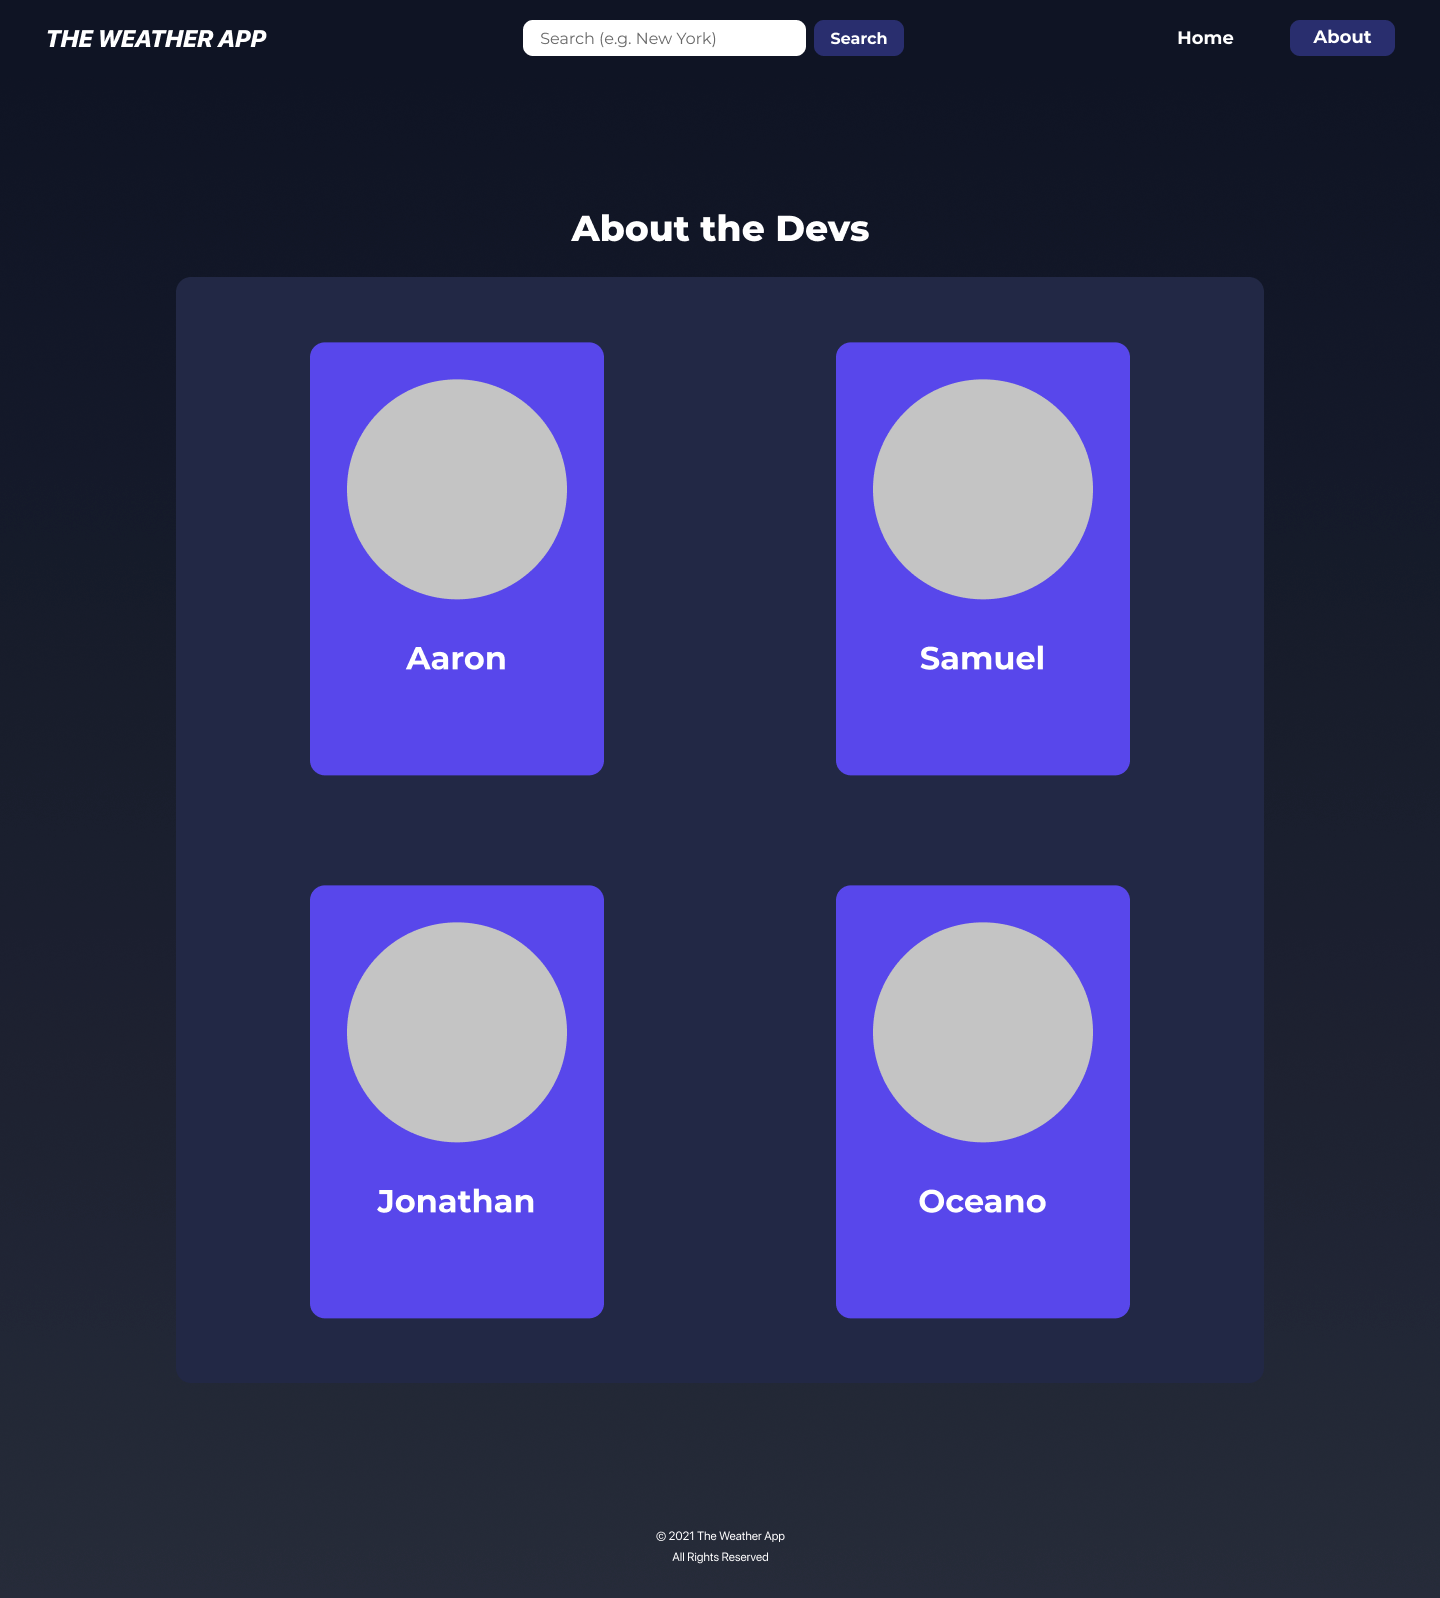 THE WEATHER APP
Search (e.g. New York)
Search
Home
About
About the Devs
Aaron
Samuel
Jonathan
Oceano
© 2021 The Weather App
All Rights Reserved